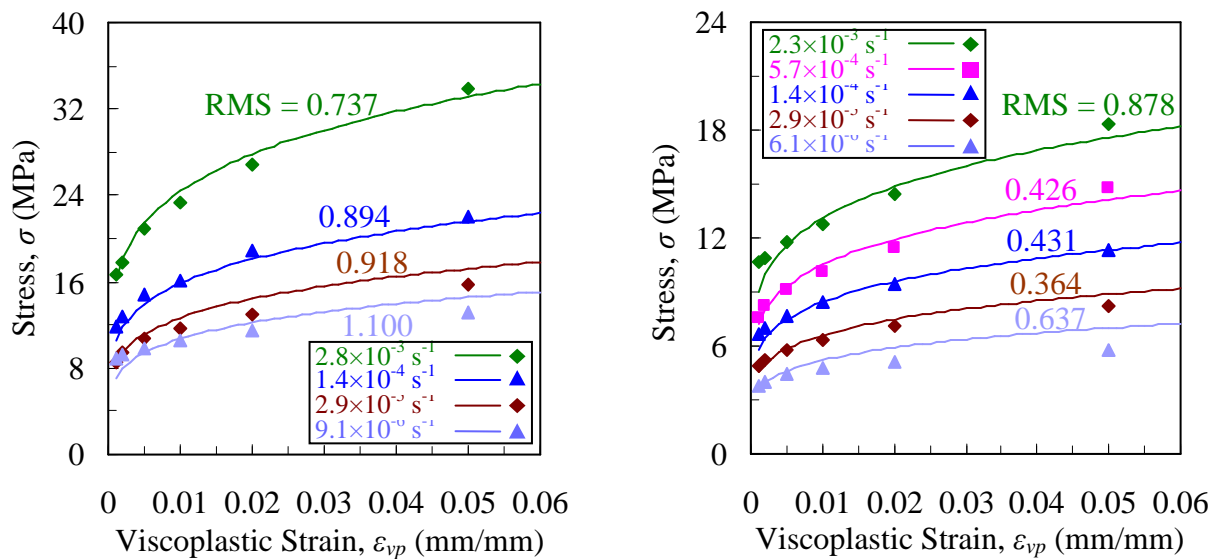 40
32
24
16
8
0
Stress, σ (MPa)
RMS = 0.737
0.894
0.918
1.100
2.8×10⁻³ s⁻¹
1.4×10⁻⁴ s⁻¹
2.9×10⁻⁵ s⁻¹
9.1×10⁻⁶ s⁻¹
0 0.01 0.02 0.03 0.04 0.05 0.06
Viscoplastic Strain, εvp (mm/mm)
24
18
12
6
0
Stress, σ (MPa)
2.3×10⁻³ s⁻¹
5.7×10⁻⁴ s⁻¹
1.4×10⁻⁴ s⁻¹
2.9×10⁻⁵ s⁻¹
6.1×10⁻⁶ s⁻¹
RMS = 0.878
0.426
0.431
0.364
0.637
0 0.01 0.02 0.03 0.04 0.05 0.06
Viscoplastic Strain, εvp (mm/mm)